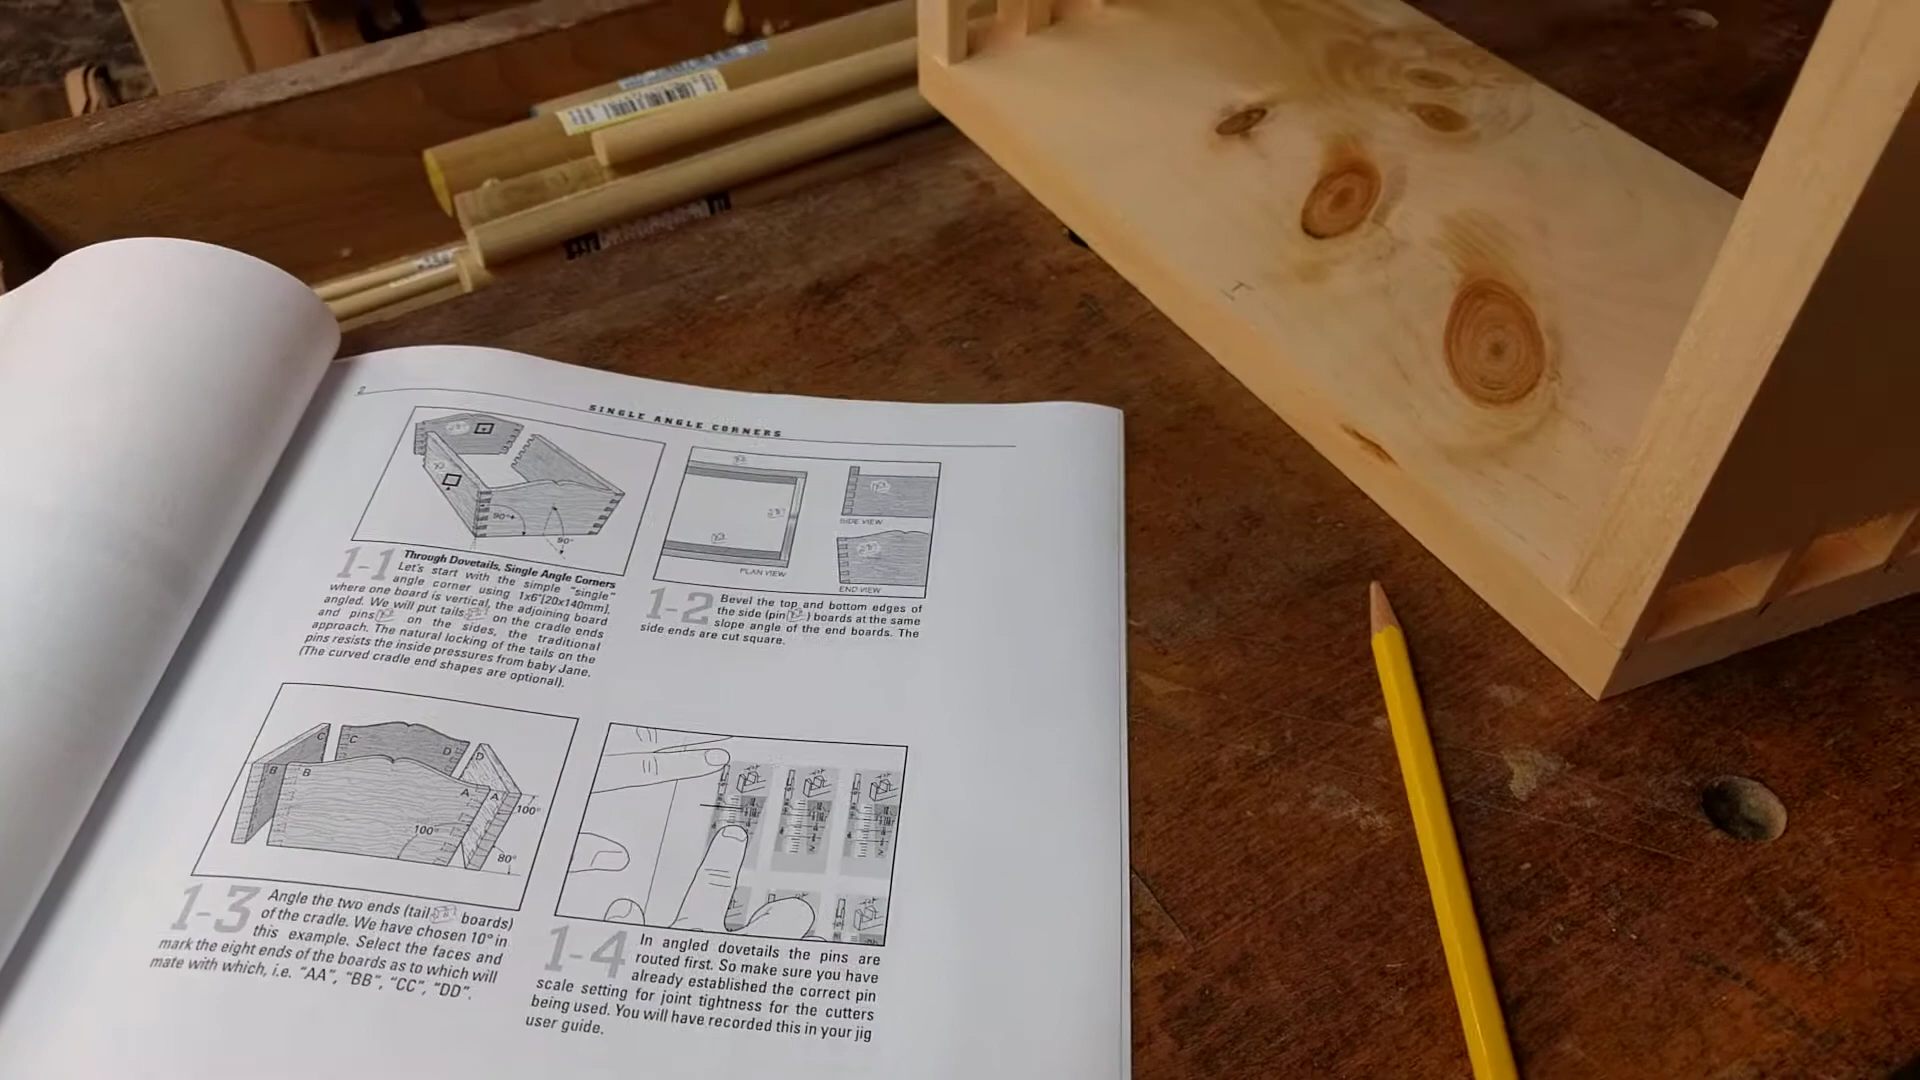 SINGLE ANGLE CORNERS
90°+
90°
PLAN VIEW
SIDE VIEW
END VIEW
1-1 Through Dovetails, Single Angle Corners
Let's start with the simple "single"
angle corner using 1x6"[20x140mm],
where one board is vertical, the adjoining board
angled. We will put tails on the cradle ends
and pins on the sides, the traditional
approach. The natural locking of the tails on the
pins resists the inside pressures from baby Jane.
(The curved cradle end shapes are optional).
1-2 Bevel the top and bottom edges of
the side (pin ) boards at the same
slope angle of the end boards. The
side ends are cut square.
C
C
D
D
B
B
A
A
100°
100°
80°
1-3 Angle the two ends (tail boards)
of the cradle. We have chosen 10° in
this example. Select the faces and
mark the eight ends of the boards as to which will
mate with which, i.e. "AA", "BB", "CC", "DD".
1-4 In angled dovetails the pins are
routed first. So make sure you have
already established the correct pin
scale setting for joint tightness for the cutters
being used. You will have recorded this in your jig
user guide.